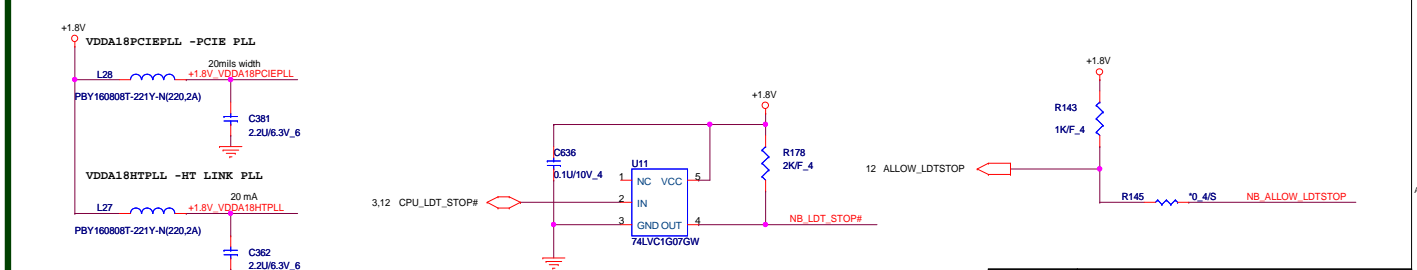 +1.8V
VDDA18PCIEPLL -PCIE PLL
20mils width
L28
+1.8V_VDDA18PCIEPLL
PBY160808T-221Y-N(220,2A)
C381
2.2U/6.3V_6
VDDA18HTPLL -HT LINK PLL
20 mA
L27
+1.8V_VDDA18HTPLL
PBY160808T-221Y-N(220,2A)
C362
2.2U/6.3V_6
+1.8V
C636
0.1U/10V_4
R178
2K/F_4
U11
1 NC VCC 5
3,12 CPU_LDT_STOP#
2 IN
3 GND OUT 4
NB_LDT_STOP#
74LVC1G07GW
+1.8V
R143
1K/F_4
12 ALLOW_LDTSTOP
R145
*0_4/S
NB_ALLOW_LDTSTOP
A